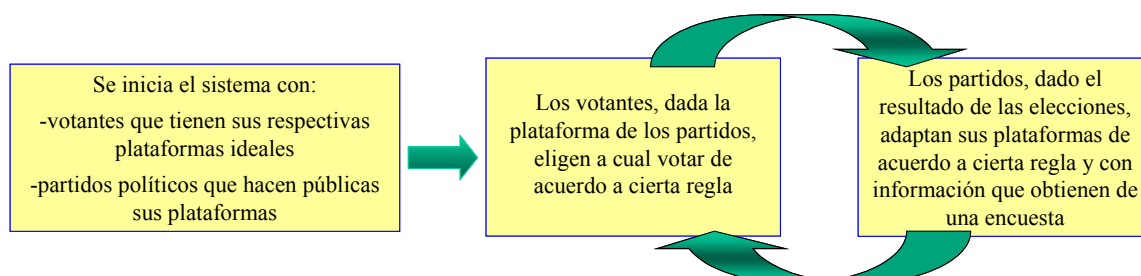 Se inicia el sistema con:
-votantes que tienen sus respectivas
plataformas ideales
-partidos políticos que hacen públicas
sus plataformas
Los votantes, dada la
plataforma de los partidos,
eligen a cual votar de
acuerdo a cierta regla
Los partidos, dado el
resultado de las elecciones,
adaptan sus plataformas de
acuerdo a cierta regla y con
información que obtienen de
una encuesta